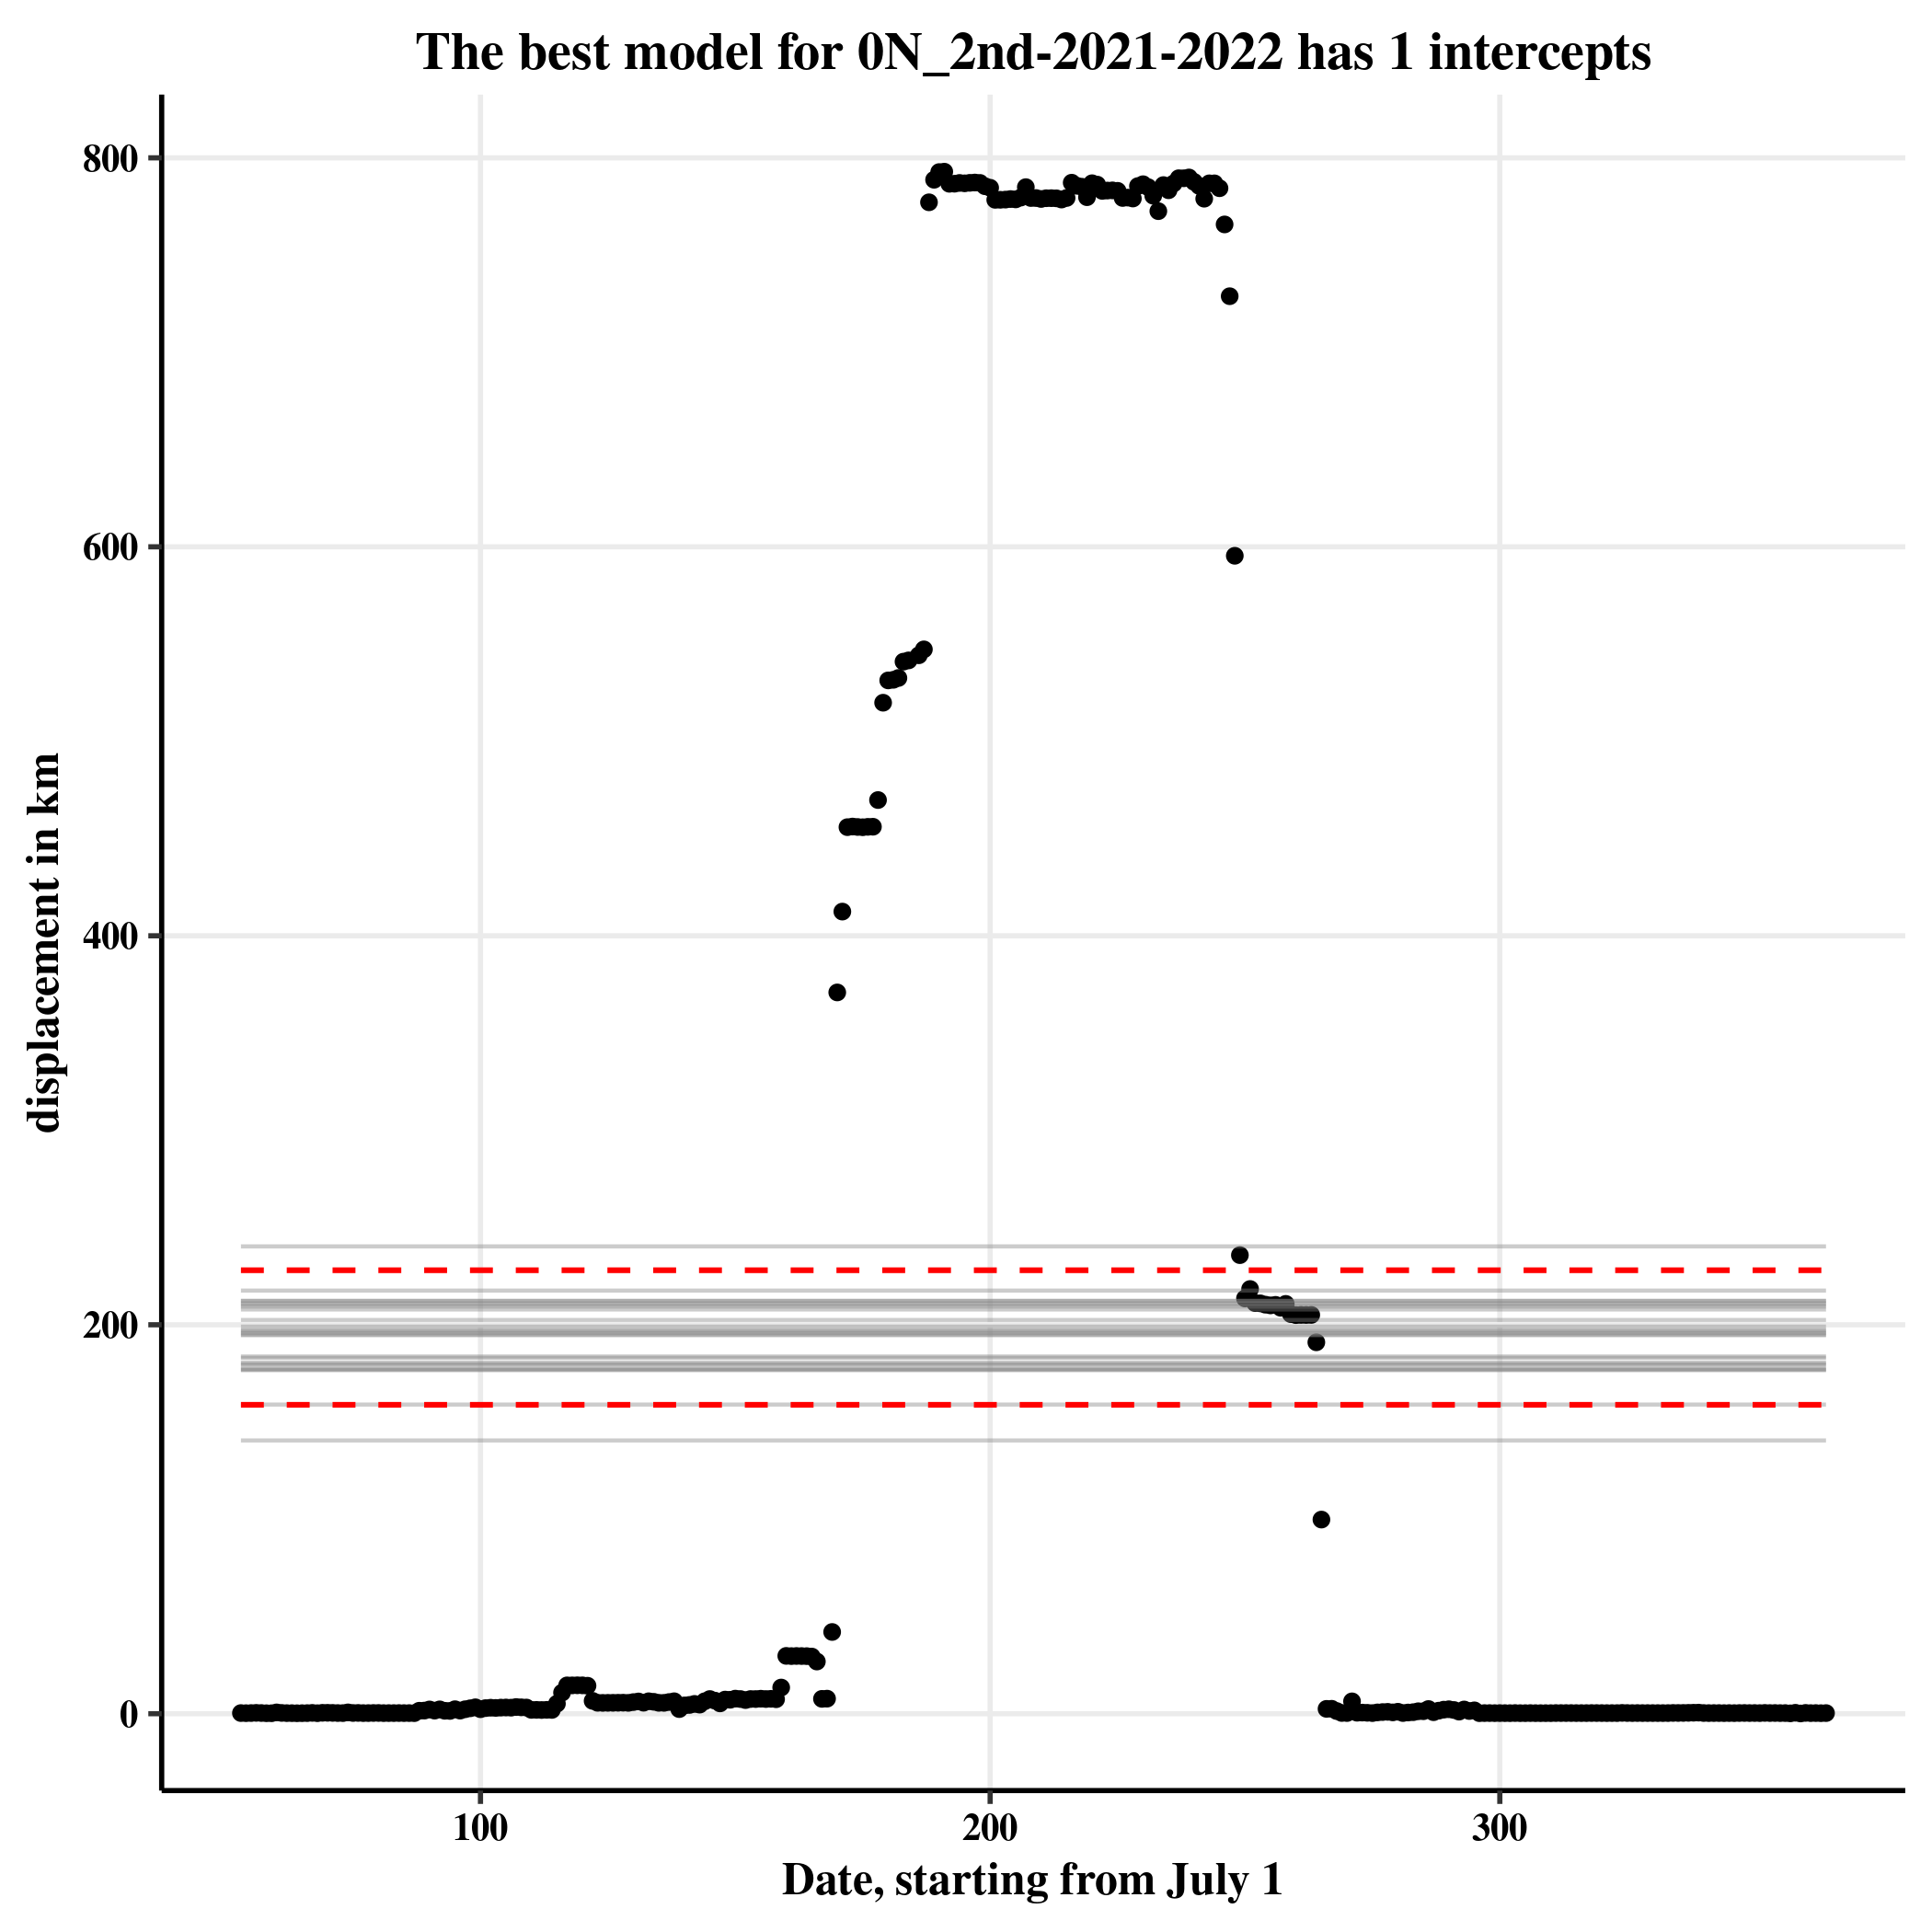 The best model for 0N_2nd-2021-2022 has 1 intercepts
800
600
400
200
0
displacement in km
100
200
300
Date, starting from July 1